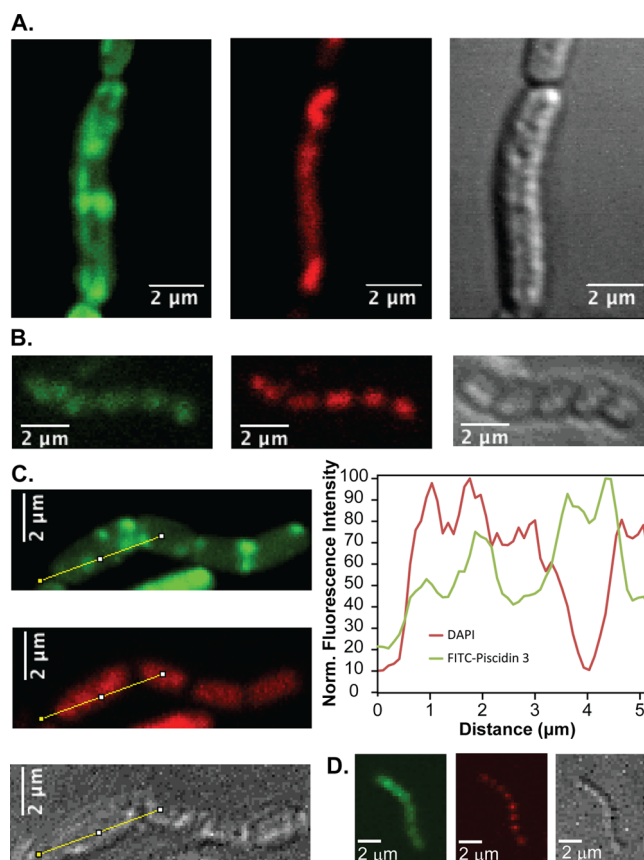 A.
2 μm
2 μm
2 μm
B.
2 μm
2 μm
2 μm
C.
2 μm
2 μm
2 μm
Norm. Fluorescence Intensity
100
90
80
70
60
50
40
30
20
10
0
DAPI
FITC-Piscidin 3
0
1
2
3
4
5
Distance (μm)
D.
2 μm
2 μm
2 μm